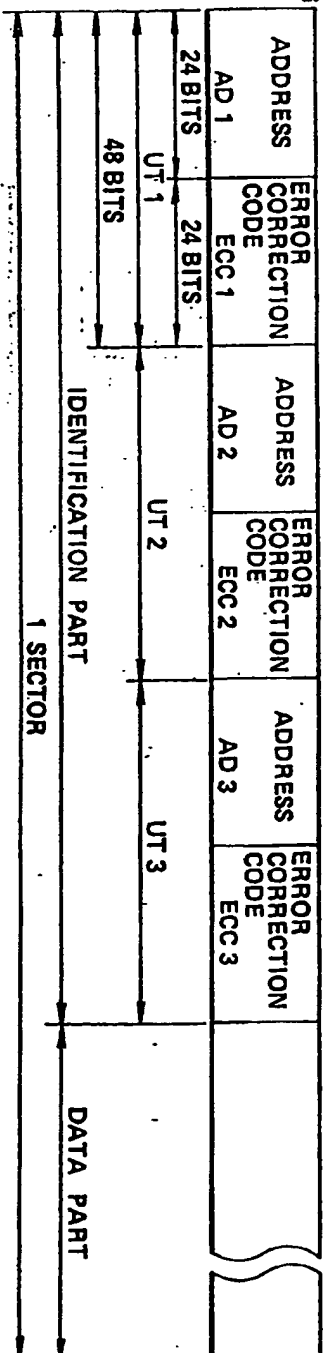 ADDRESS
AD 1
ERROR
CORRECTION
CODE
ECC 1
ADDRESS
AD 2
ERROR
CORRECTION
CODE
ECC 2
ADDRESS
AD 3
ERROR
CORRECTION
CODE
ECC 3
24 BITS
24 BITS
UT 1
UT 2
UT 3
48 BITS
IDENTIFICATION PART
DATA PART
1 SECTOR